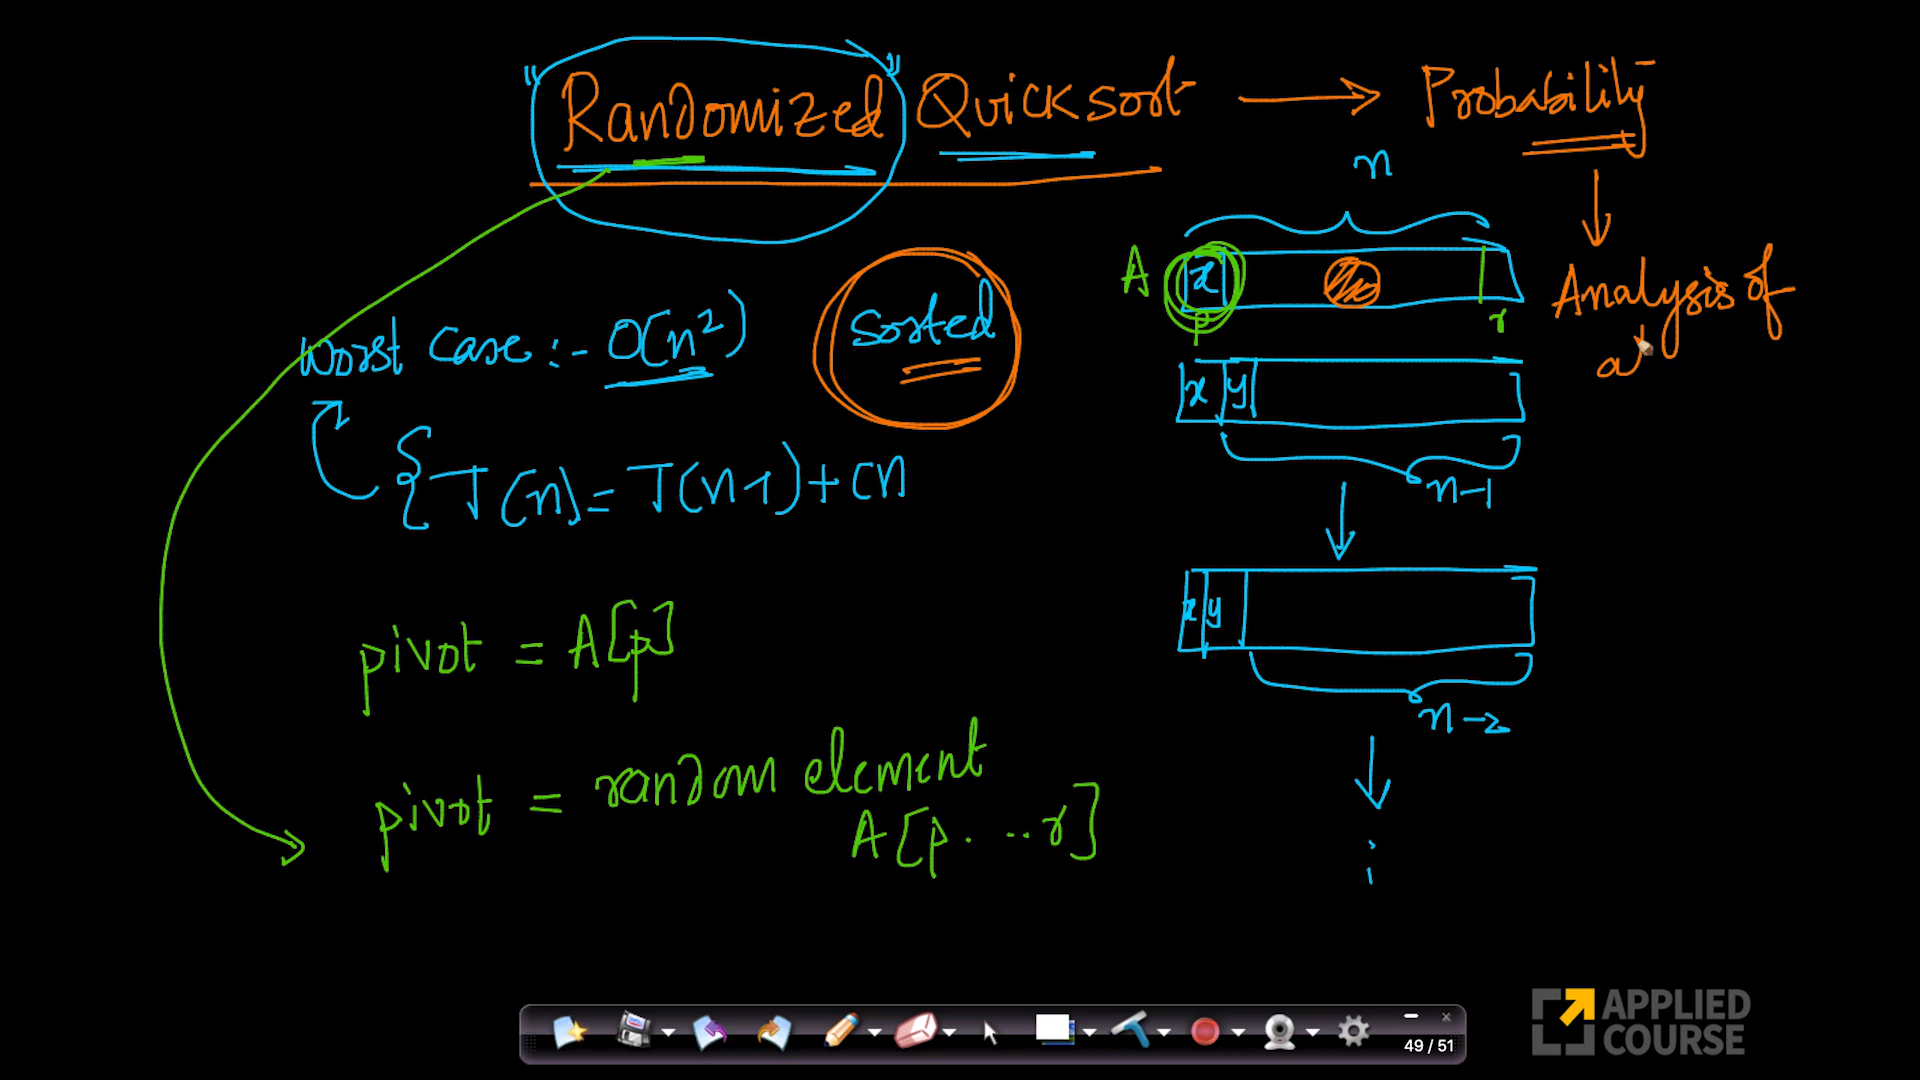 "Randomized" Quicksort → Probability
n
A x
p r
Analysis of
Worst Case :- O(n²)
sorted
x y
n-1
{ T(n) = T(n-1) + cn
x y
n-2
pivot = A[p]
pivot = random element
A[p. ...r]
49 / 51
APPLIED
COURSE